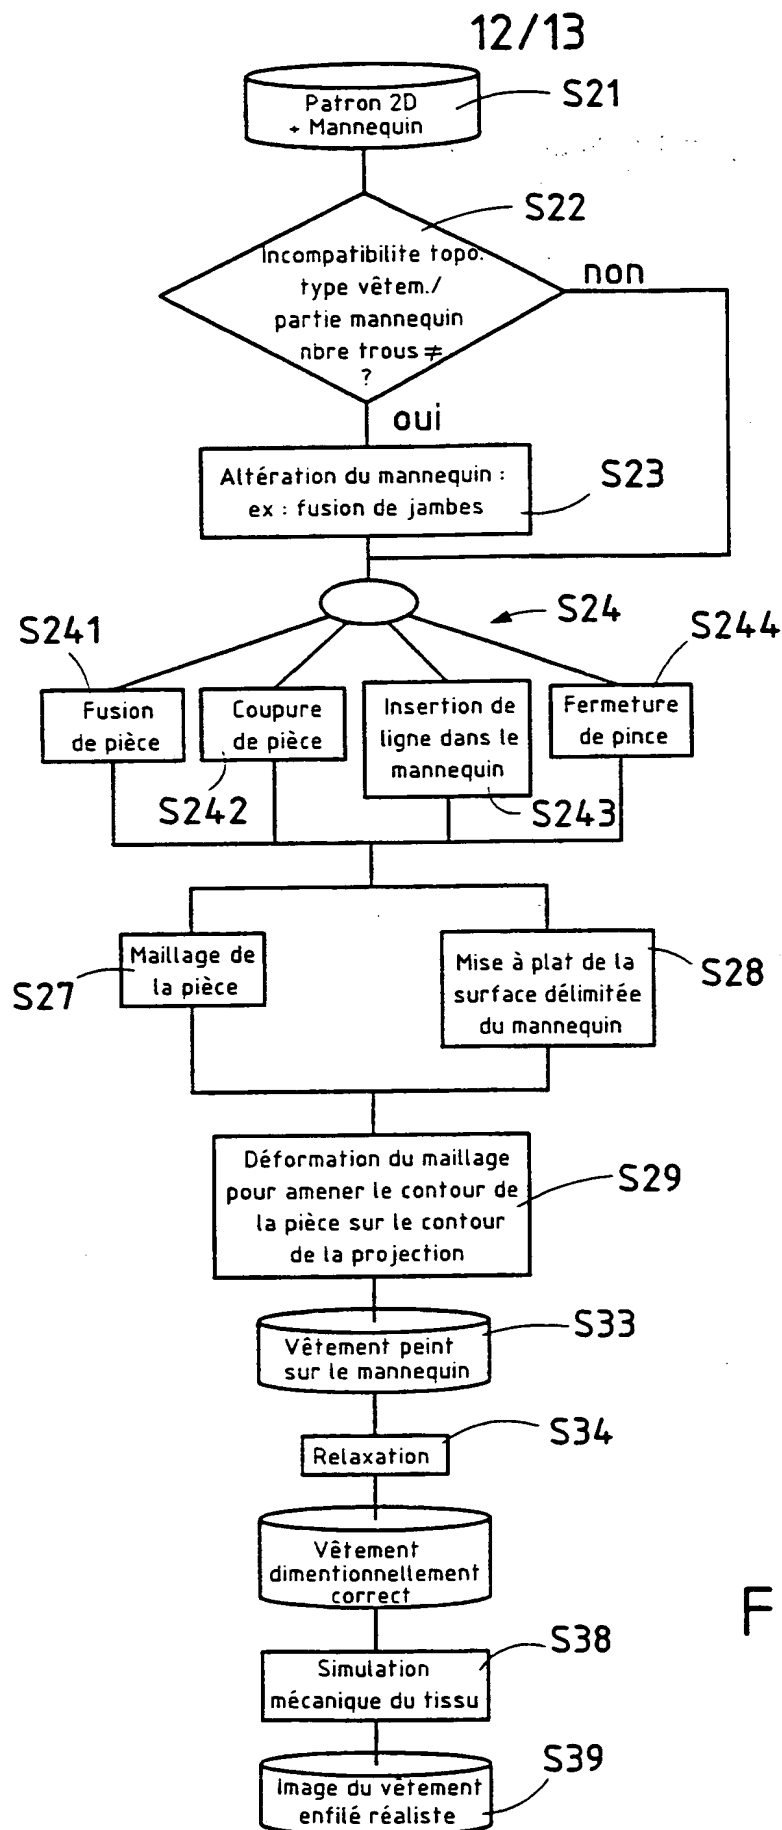 12/13
Patron 2D
+ Mannequin
S21
S22
Incompatibilite topo.
type vêtem./
partie mannequin
nbre trous ≠
?
non
oui
Altération du mannequin :
ex : fusion de jambes
S23
S24
S241
S244
Fusion
de pièce
Coupure
de pièce
Insertion de
ligne dans le
mannequin
Fermeture
de pince
S242
S243
Maillage de
la pièce
S27
Mise à plat de la
surface délimitée
du mannequin
S28
Déformation du maillage
pour amener le contour de
la pièce sur le contour
de la projection
S29
Vêtement peint
sur le mannequin
S33
Relaxation
S34
Vêtement
dimentionnellement
correct
F
Simulation
mécanique du tissu
S38
Image du vêtement
enfilé réaliste
S39